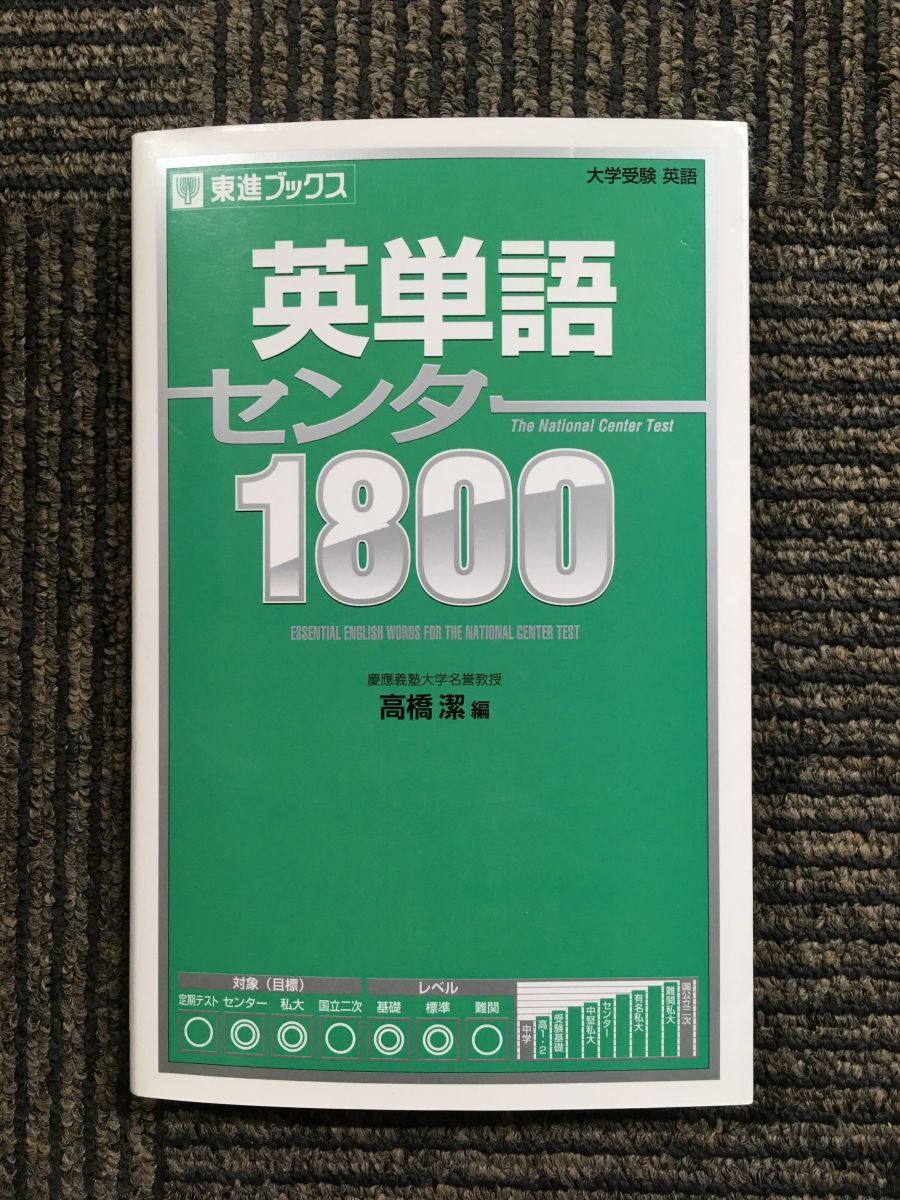 東進ブックス
大学受験 英語
英単語
センター
The National Center Test
1800
ESSENTIAL ENGLISH WORDS FOR THE NATIONAL CENTER TEST
慶應義塾大学名誉教授
高橋 潔 編
対象（目標） レベル
定期テスト センター 私大 国立二次 基礎 標準 難関
中学
高1・2
受験基礎
中堅私大
センター
有名私大
難関私大
国公立二次